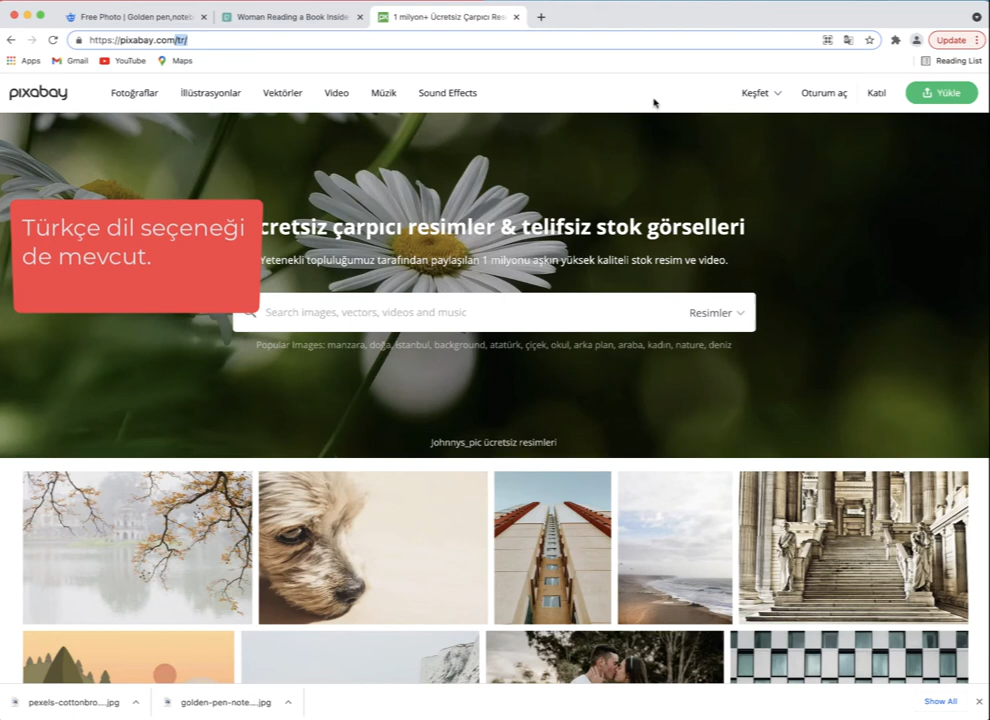 Free Photo | Golden pen,noteb
Woman Reading a Book Inside
1 milyon+ Ücretsiz Çarpıcı Res
https://pixabay.com/tr/
Update
Apps
Gmail
YouTube
Maps
Reading List
pixabay
Fotoğraflar
İllüstrasyonlar
Vektörler
Video
Müzik
Sound Effects
Keşfet
Oturum aç
Katıl
Yükle
Türkçe dil seçeneği
de mevcut.
cretsiz çarpıcı resimler & telifsiz stok görselleri
Yetenekli topluluğumuz tarafından paylaşılan 1 milyonu aşkın yüksek kaliteli stok resim ve video.
Search images, vectors, videos and music
Resimler
Popular Images: manzara, doğa, istanbul, background, atatürk, çiçek, okul, arka plan, araba, kadın, nature, deniz
Johnnys_pic ücretsiz resimleri
pexels-cottonbro....jpg
golden-pen-note....jpg
Show All